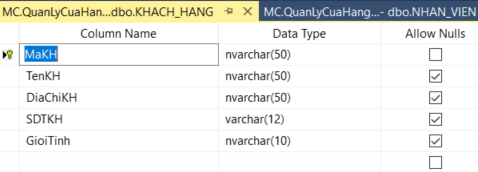 MC.QuanLyCuaHan...dbo.KHACH_HANG MC.QuanLyCuaHang...- dbo.NHAN_VIEN
Column Name Data Type Allow Nulls
MaKH nvarchar(50)
TenKH nvarchar(50)
DiaChiKH nvarchar(50)
SDTKH varchar(12)
GioiTinh nvarchar(10)